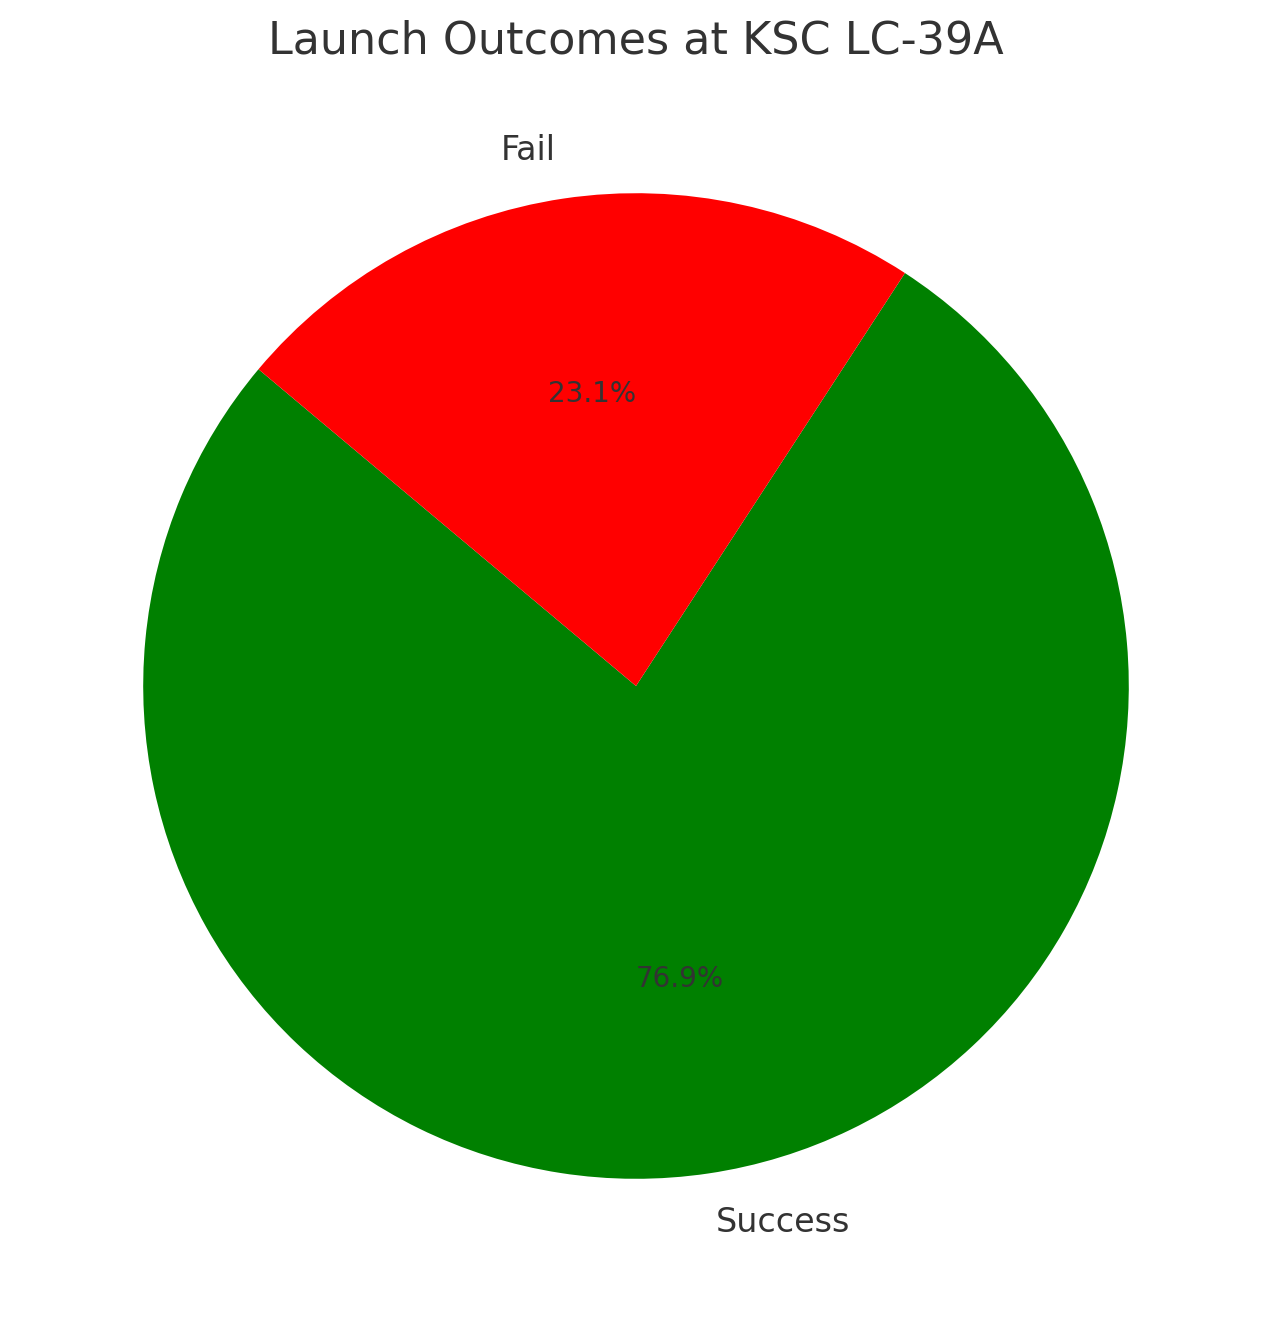 Launch Outcomes at KSC LC-39A
Fail
23.1%
76.9%
Success